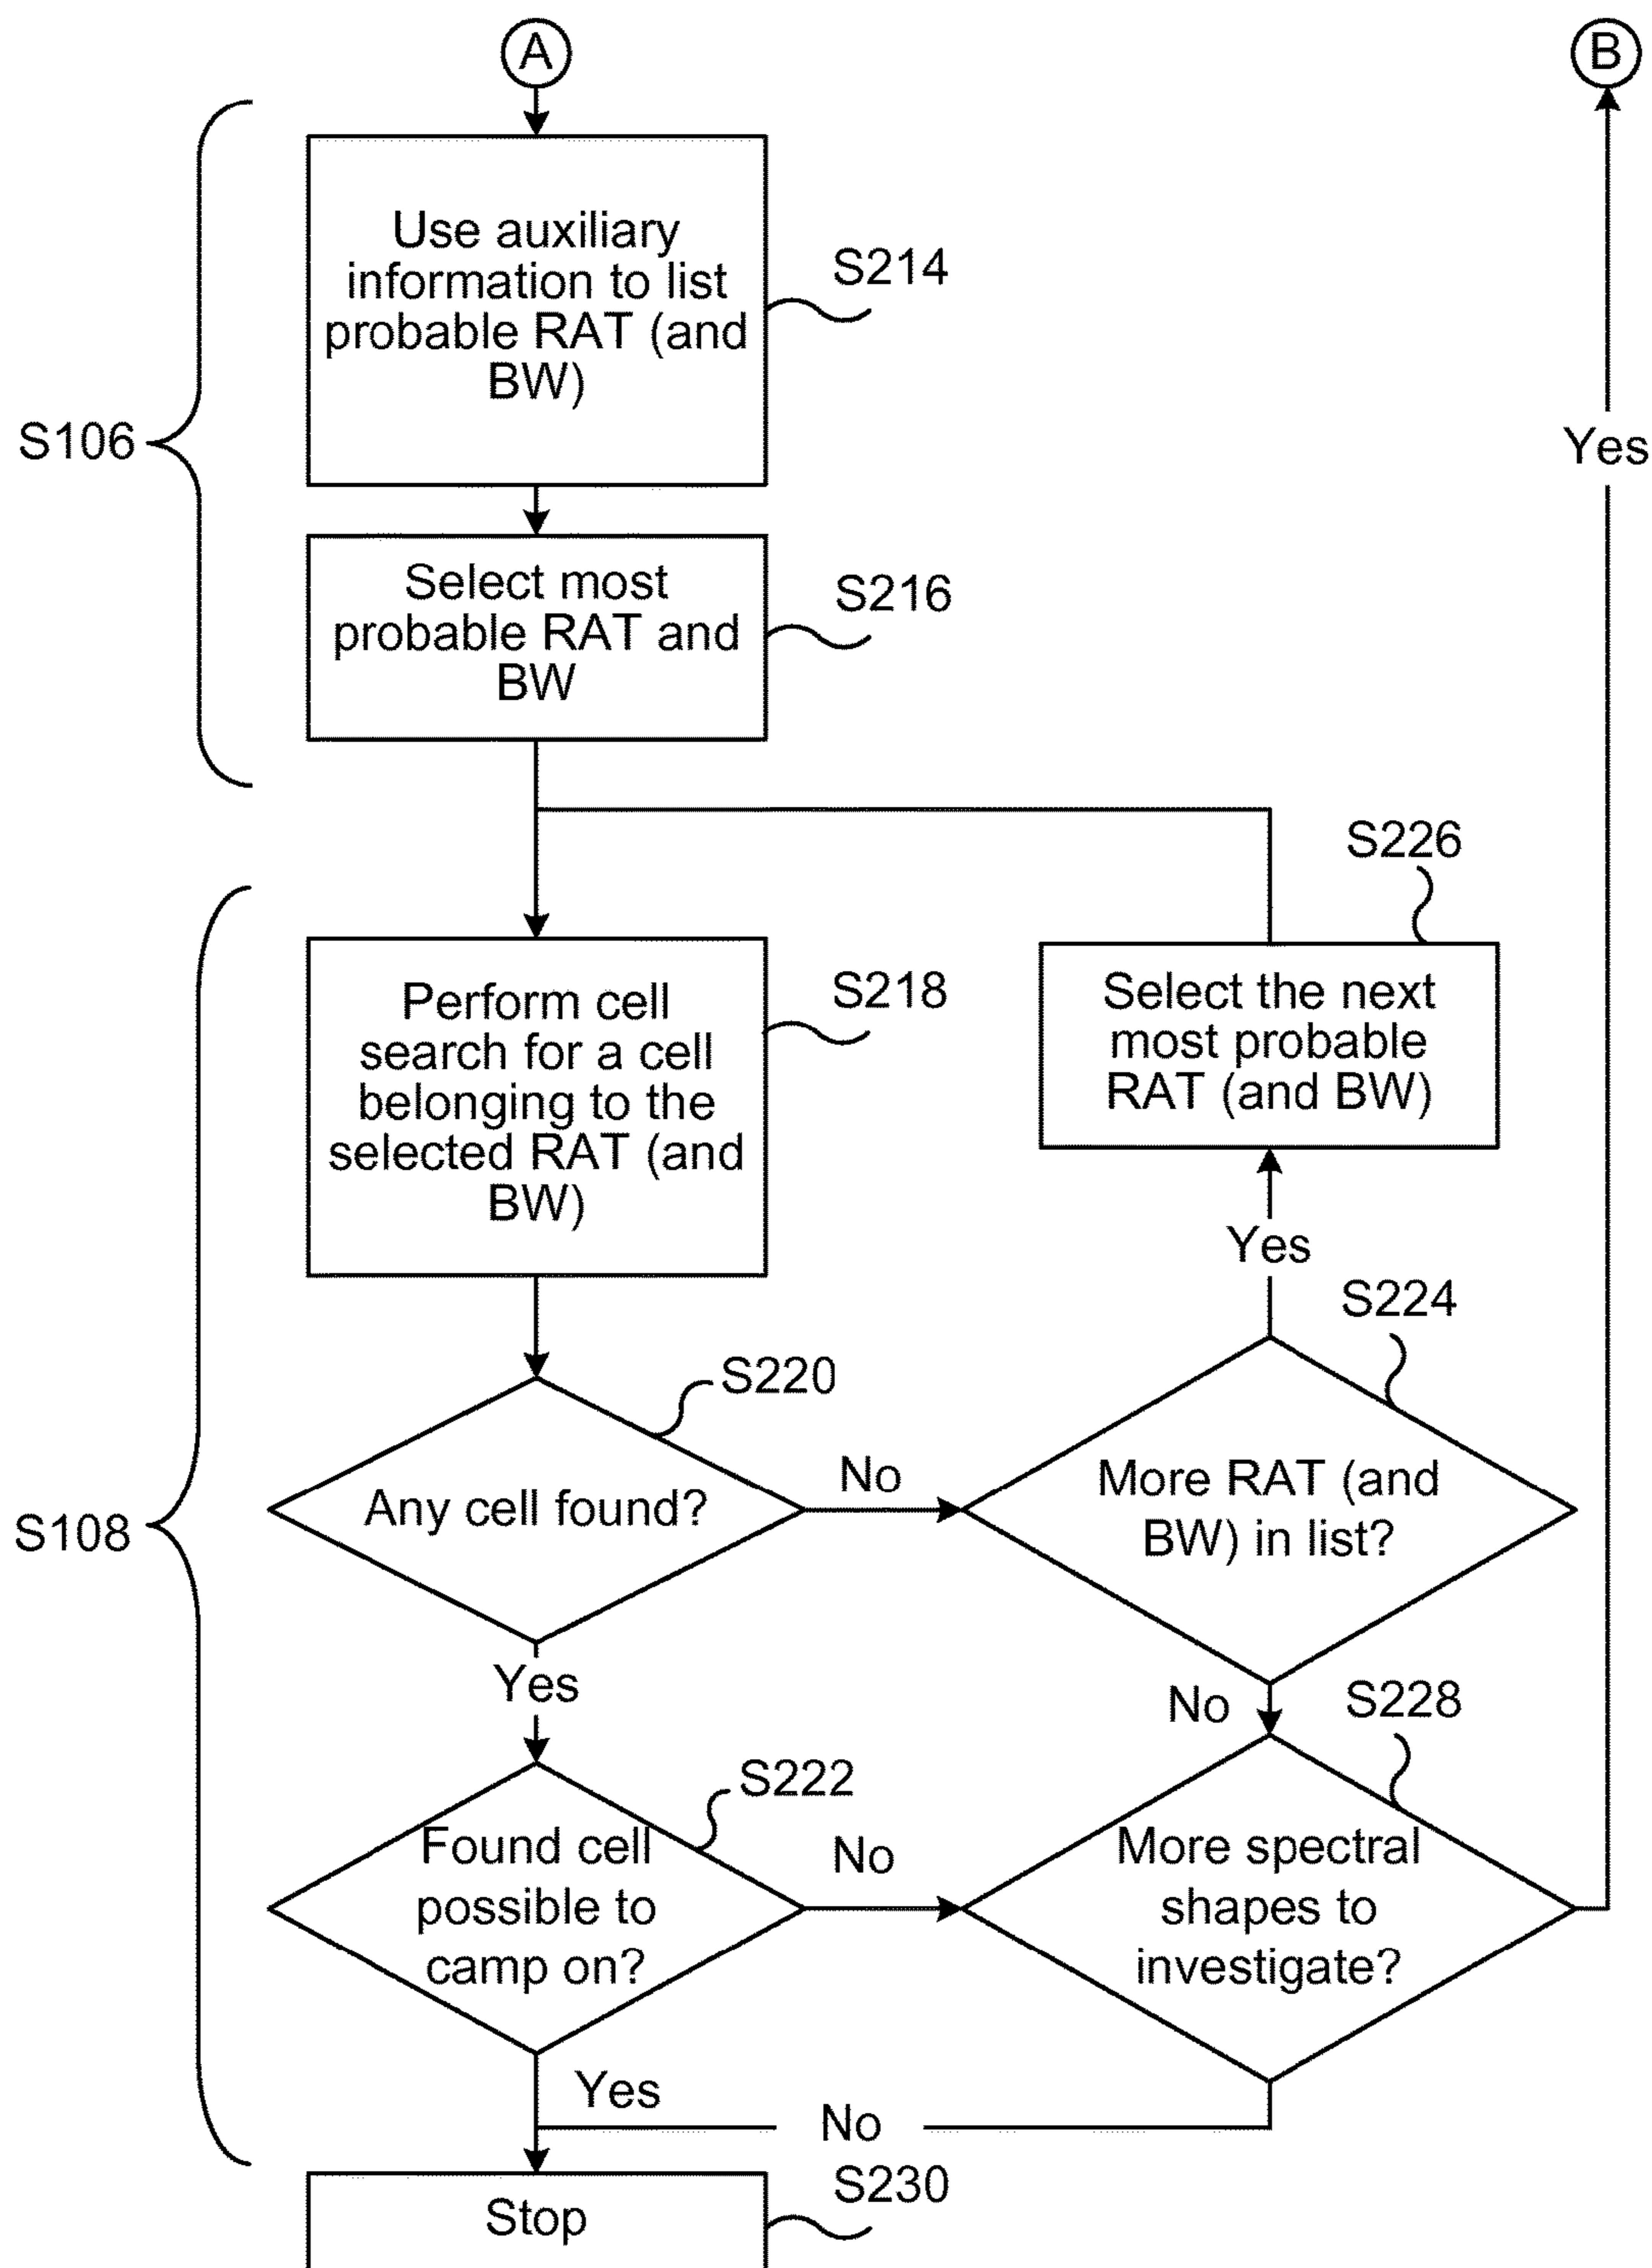 A
B
Use auxiliary
information to list
probable RAT (and
BW)
S214
S106
Yes
Select most
probable RAT and
BW
S216
S226
Perform cell
search for a cell
belonging to the
selected RAT (and
BW)
S218
Select the next
most probable
RAT (and BW)
Yes
S224
S220
Any cell found?
No
More RAT (and
BW) in list?
S108
Yes
No
S228
S222
Found cell
possible to
camp on?
No
More spectral
shapes to
investigate?
Yes
No
S230
Stop